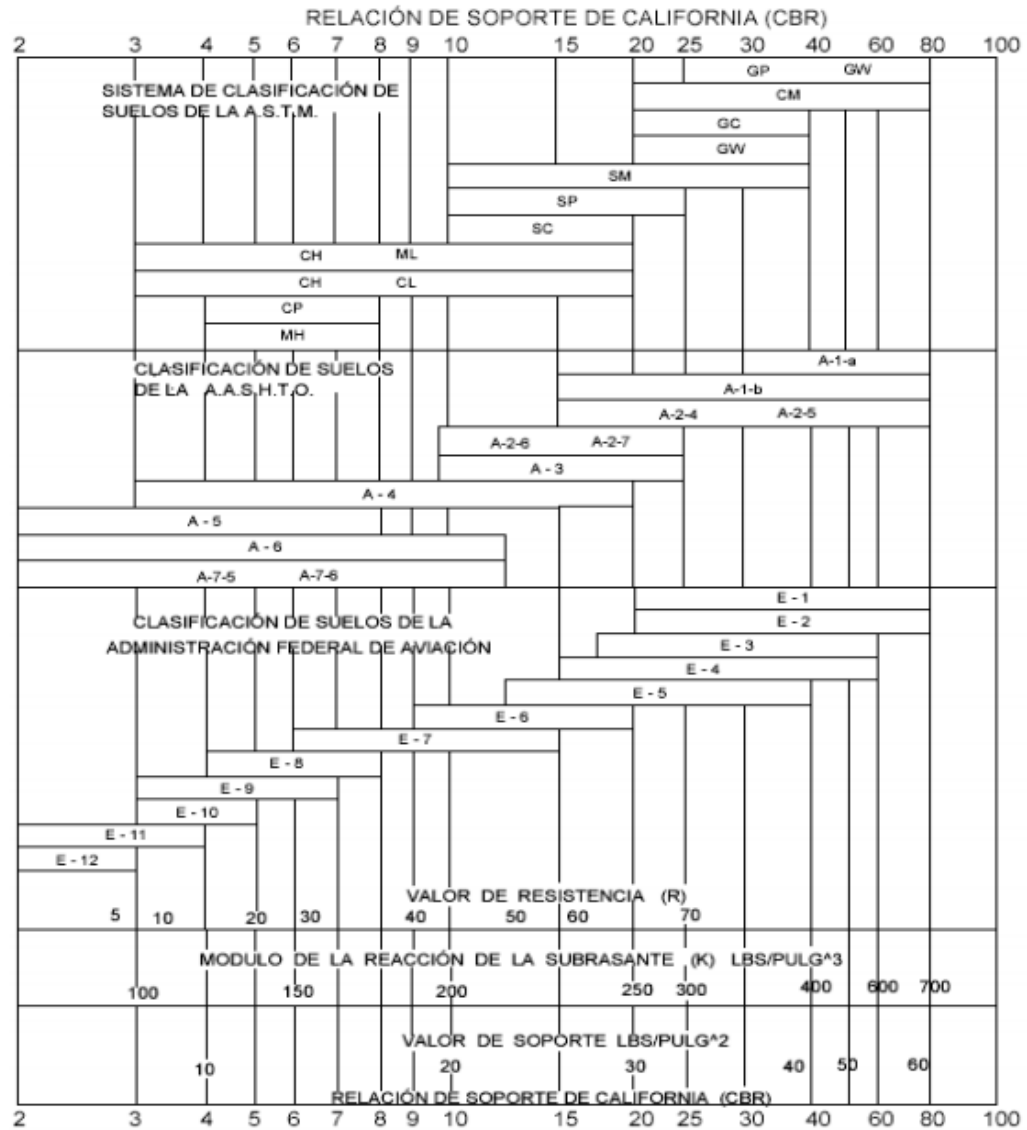 RELACIÓN DE SOPORTE DE CALIFORNIA (CBR)
2 3 4 5 6 7 8 9 10 15 20 25 30 40 60 80 100
GP GW
SISTEMA DE CLASIFICACIÓN DE
SUELOS DE LA A.S.T.M.
CM
GC
GW
SM
SP
SC
CH ML
CH CL
CP
MH
CLASIFICACIÓN DE SUELOS
DE LA A.A.S.H.T.O.
A-1-a
A-1-b
A-2-4 A-2-5
A-2-6 A-2-7
A - 3
A - 4
A - 5
A - 6
A-7-5 A-7-6
CLASIFICACIÓN DE SUELOS DE LA
ADMINISTRACIÓN FEDERAL DE AVIACIÓN
E - 1
E - 2
E - 3
E - 4
E - 5
E - 6
E - 7
E - 8
E - 9
E - 10
E - 11
E - 12
VALOR DE RESISTENCIA (R)
5 10 20 30 40 50 60 70
MODULO DE LA REACCIÓN DE LA SUBRASANTE (K) LBS/PULG^3
100 150 200 250 300 400 600 700
VALOR DE SOPORTE LBS/PULG^2
10 20 30 40 50 60
RELACIÓN DE SOPORTE DE CALIFORNIA (CBR)
2 3 4 5 6 7 8 9 10 15 20 25 30 40 60 80 100